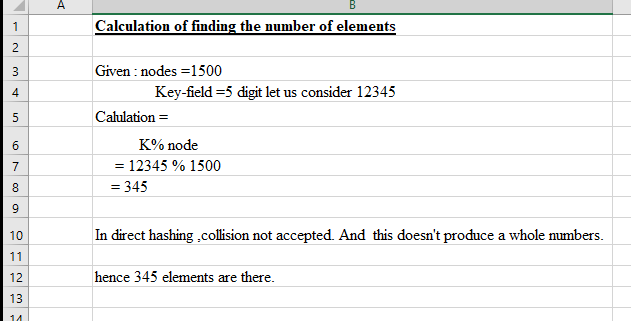 A B
1 Calculation of finding the number of elements
2
3 Given : nodes =1500
4 Key-field =5 digit let us consider 12345
5 Calulation =
6 K% node
7 = 12345 % 1500
8 = 345
9
10 In direct hashing ,collision not accepted. And this doesn't produce a whole numbers.
11
12 hence 345 elements are there.
13
14